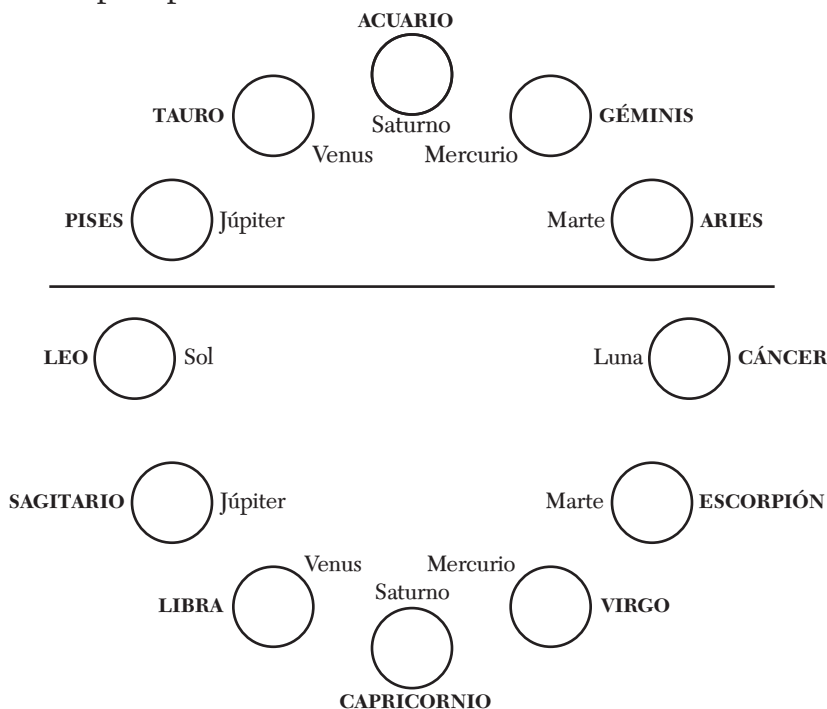 ACUARIO
TAURO
GÉMINIS
Saturno
Venus
Mercurio
PISES
Júpiter
Marte
ARIES
LEO
Sol
Luna
CÁNCER
SAGITARIO
Júpiter
Marte
ESCORPIÓN
Venus
Mercurio
Saturno
LIBRA
VIRGO
CAPRICORNIO